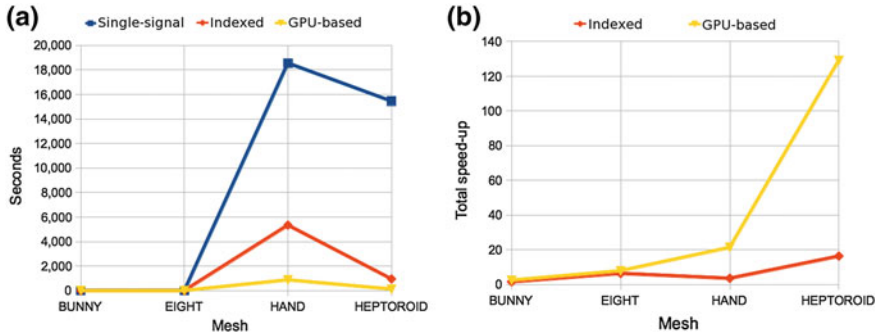 (a)
Single-signal Indexed GPU-based
20,000
18,000
16,000
14,000
12,000
10,000
8,000
6,000
4,000
2,000
0
Seconds
BUNNY EIGHT HAND HEPTOROID
Mesh
(b)
Indexed GPU-based
140
120
100
80
60
40
20
0
Total speed-up
BUNNY EIGHT HAND HEPTOROID
Mesh